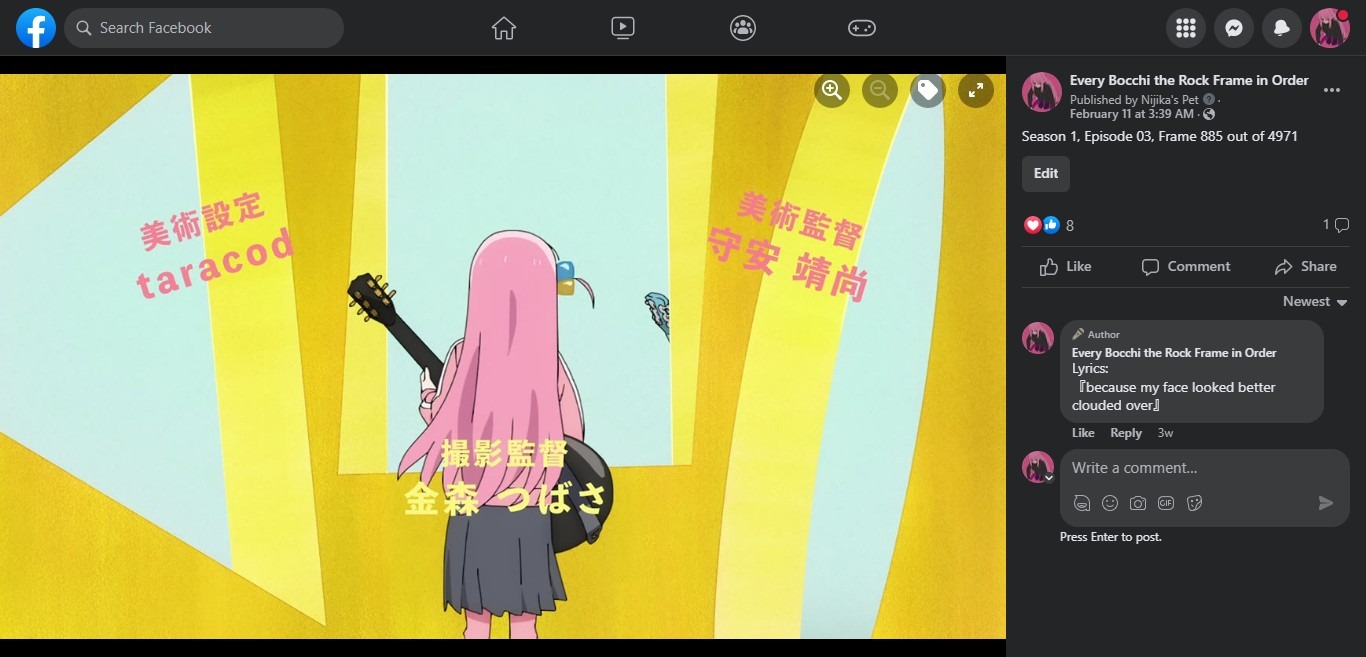 Search Facebook
美術設定
taracod
美術監督
守安 靖尚
撮影監督
金森 つばさ
Every Bocchi the Rock Frame in Order
Published by Nijika's Pet ·
February 11 at 3:39 AM ·
Season 1, Episode 03, Frame 885 out of 4971
Edit
8
1
Like
Comment
Share
Newest
Author
Every Bocchi the Rock Frame in Order
Lyrics:
『because my face looked better
clouded over』
Like Reply 3w
Write a comment...
GIF
Press Enter to post.